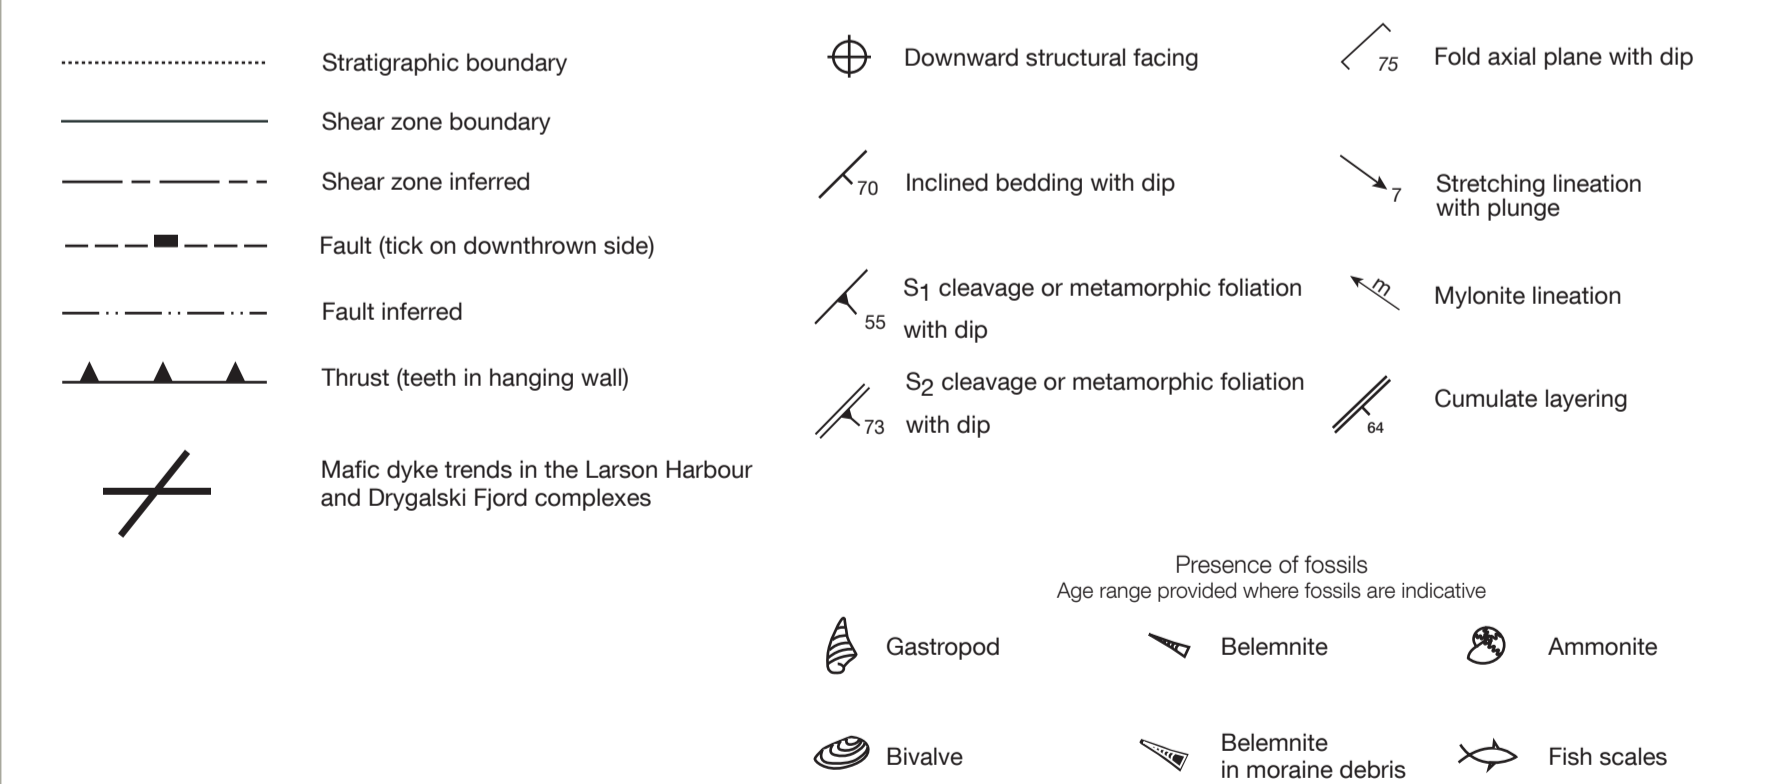 Stratigraphic boundary
Shear zone boundary
Shear zone inferred
Fault (tick on downthrown side)
Fault inferred
Thrust (teeth in hanging wall)
Mafic dyke trends in the Larson Harbour
and Drygalski Fjord complexes
Downward structural facing
70 Inclined bedding with dip
S1 cleavage or metamorphic foliation
55 with dip
S2 cleavage or metamorphic foliation
73 with dip
75 Fold axial plane with dip
7 Stretching lineation
with plunge
m Mylonite lineation
Cumulate layering
64
Presence of fossils
Age range provided where fossils are indicative
Gastropod
Belemnite
Ammonite
Bivalve
Belemnite
in moraine debris
Fish scales